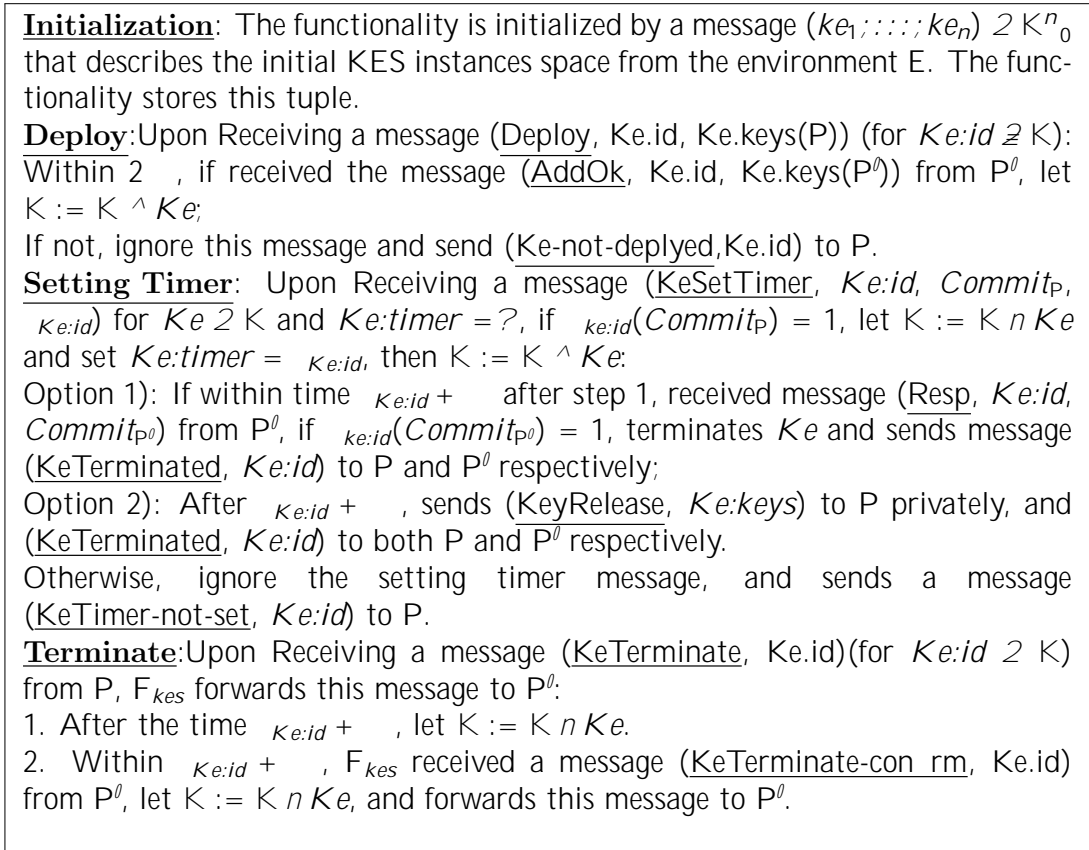 Initialization: The functionality is initialized by a message (ke1;:::;ken) 2 Kn0
that describes the initial KES instances space from the environment E. The func-
tionality stores this tuple.
Deploy:Upon Receiving a message (Deploy, Ke.id, Ke.keys(P)) (for Ke:id ∉ K):
Within 2 , if received the message (AddOk, Ke.id, Ke.keys(P0)) from P0, let
K := K ^ Ke;
If not, ignore this message and send (Ke-not-deplyed,Ke.id) to P.
Setting Timer: Upon Receiving a message (KeSetTimer, Ke:id, CommitP,
Ke:id) for Ke 2 K and Ke:timer =?, if ke:id(CommitP) = 1, let K := K n Ke
and set Ke:timer = Ke:id, then K := K ^ Ke:
Option 1): If within time Ke:id + after step 1, received message (Resp, Ke:id,
CommitP0) from P0, if ke:id(CommitP0) = 1, terminates Ke and sends message
(KeTerminated, Ke:id) to P and P0 respectively;
Option 2): After Ke:id + , sends (KeyRelease, Ke:keys) to P privately, and
(KeTerminated, Ke:id) to both P and P0 respectively.
Otherwise, ignore the setting timer message, and sends a message
(KeTimer-not-set, Ke:id) to P.
Terminate:Upon Receiving a message (KeTerminate, Ke.id)(for Ke:id 2 K)
from P, Fkes forwards this message to P0:
1. After the time Ke:id + , let K := K n Ke.
2. Within Ke:id + , Fkes received a message (KeTerminate-con rm, Ke.id)
from P0, let K := K n Ke, and forwards this message to P0.